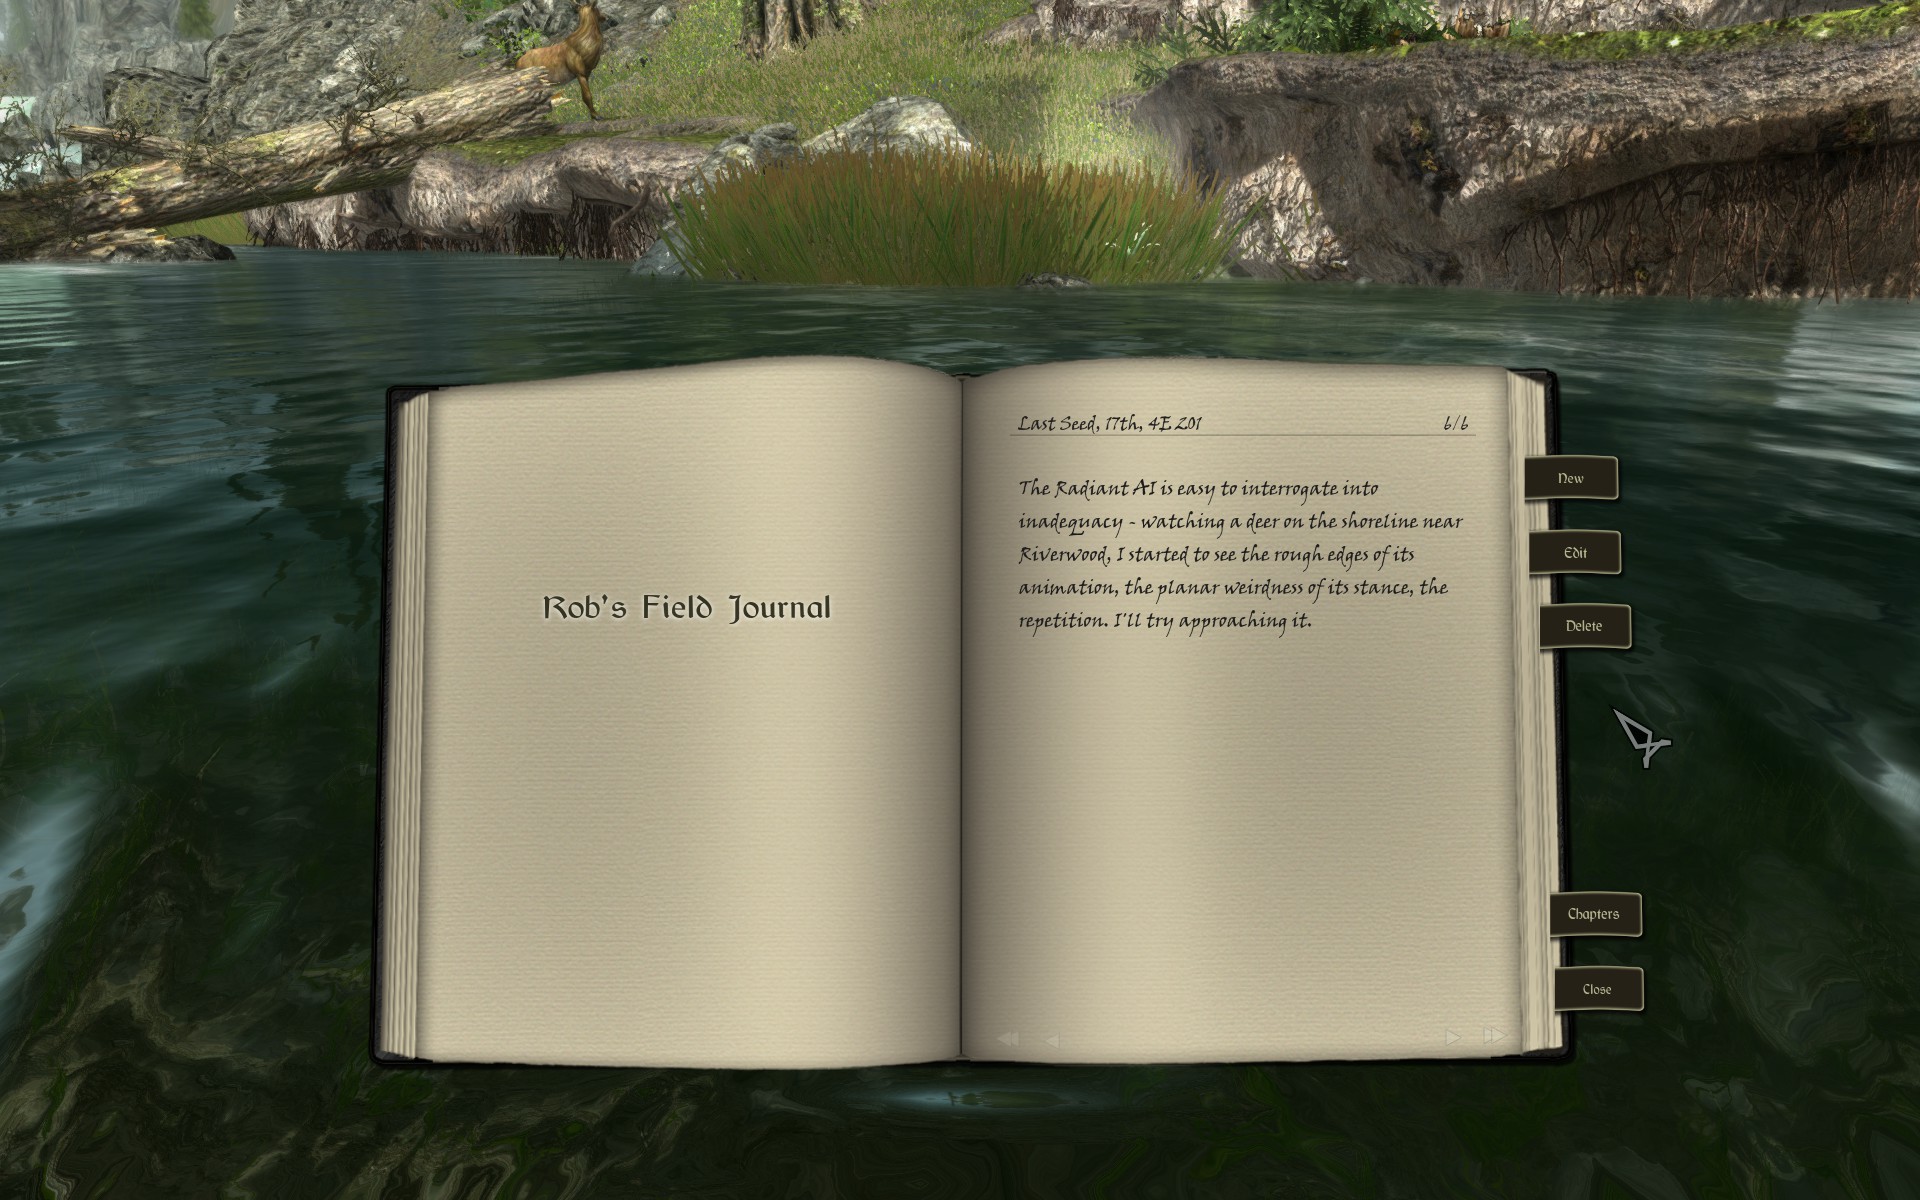 Rob's Field Journal
Last Seed, 17th, 4E 201
6/6
The Radiant AI is easy to interrogate into
inadequacy - watching a deer on the shoreline near
Riverwood, I started to see the rough edges of its
animation, the planar weirdness of its stance, the
repetition. I'll try approaching it.
New
Edit
Delete
Chapters
Close